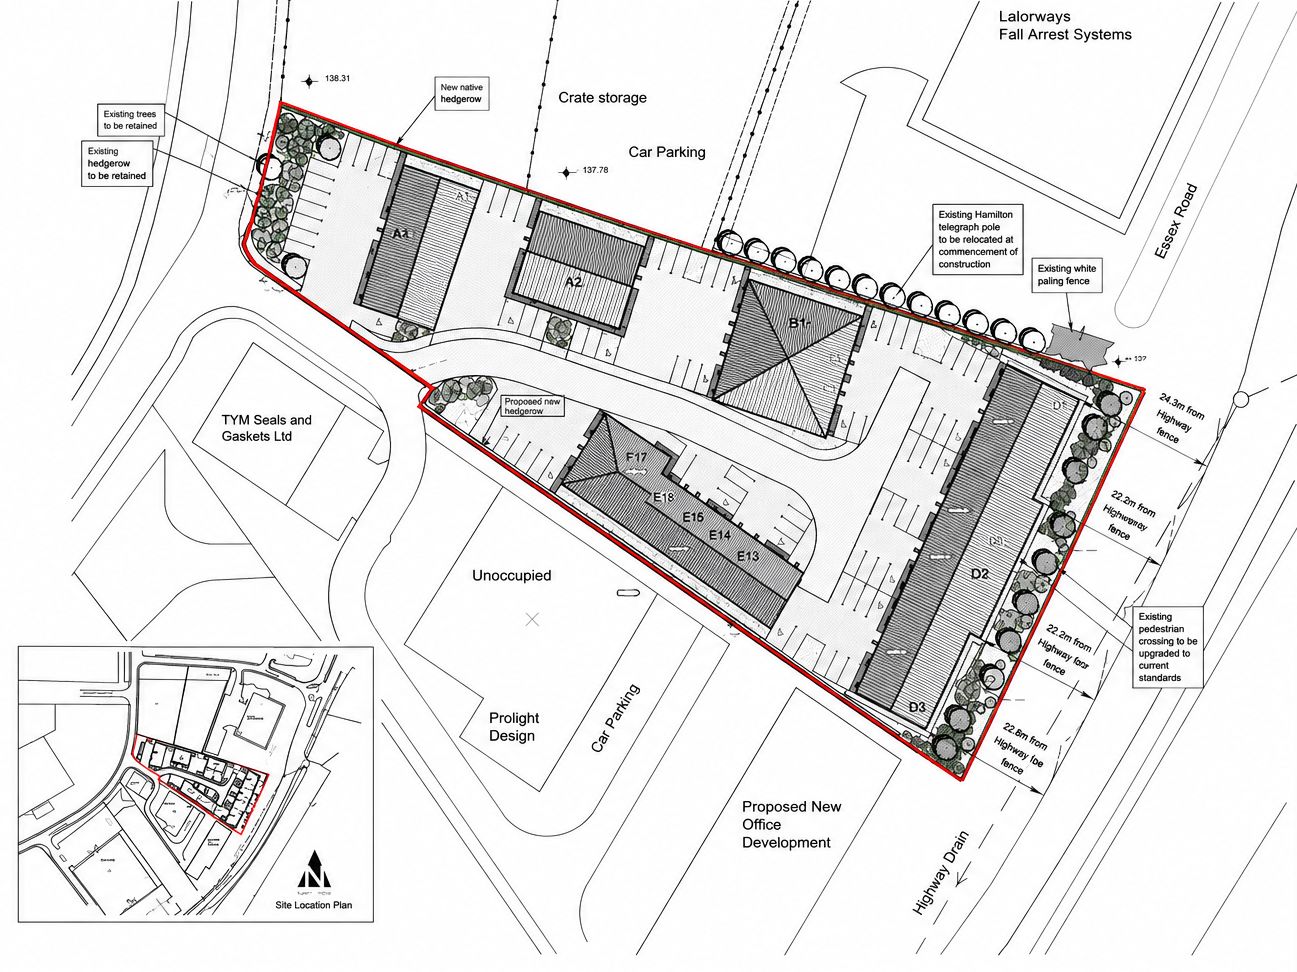 Lalorways
Fall Arrest Systems
138.31
New native
hedgerow
Crate storage
Existing trees
to be retained
Car Parking
Existing
hedgerow
to be retained
137.78
Essex Road
Existing Hamilton
telegraph pole
to be relocated at
commencement of
construction
Existing white
paling fence
A1
A2
B1
D2
D3
TYM Seals and
Gaskets Ltd
Proposed new
hedgerow
F17
E18
E15
E14
E13
24.3m from
Highway
fence
22.2m from
fence
22.2m from
Highway
fence
22.8m from
Highway
fence
Unoccupied
Existing
pedestrian
crossing to be
upgraded to
current
standards
Prolight
Design
Car Parking
Proposed New
Office
Development
Highway Drain
N
Site Location Plan